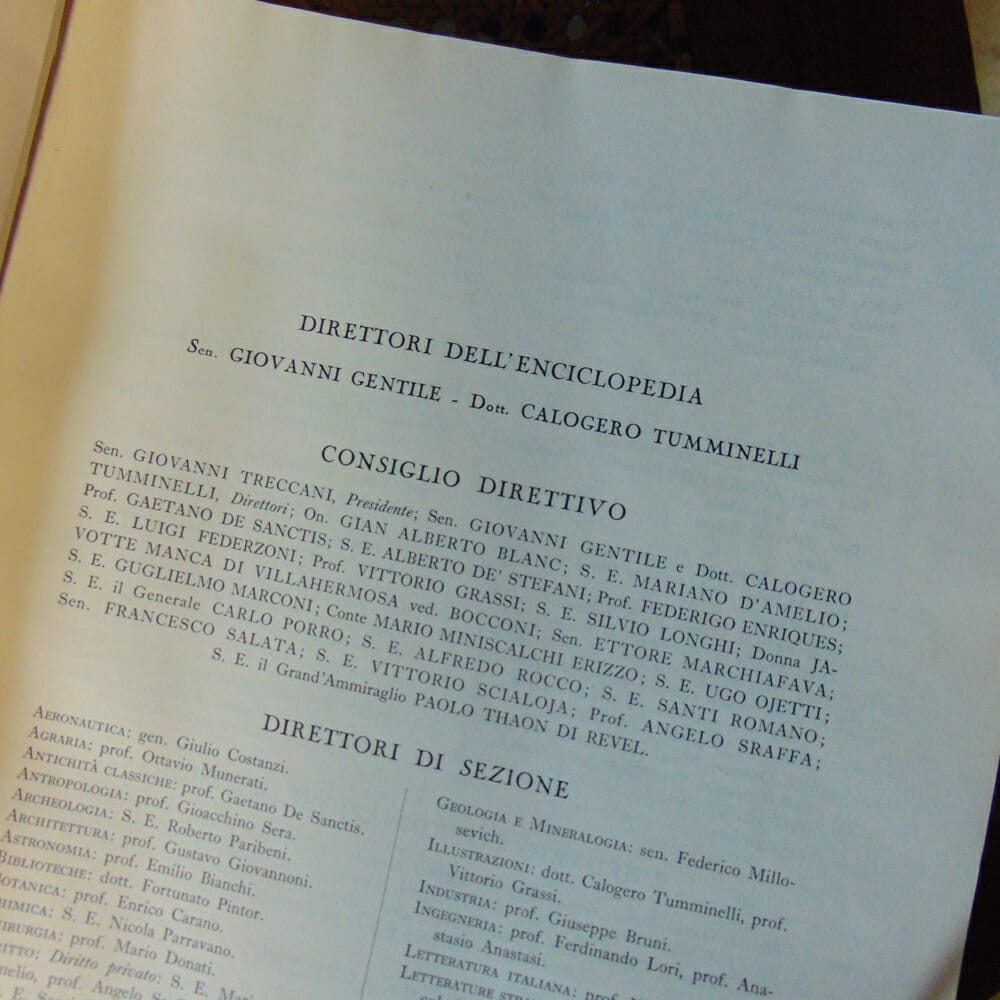 DIRETTORI DELL'ENCICLOPEDIA
Sen. GIOVANNI GENTILE - Dott. CALOGERO TUMMINELLI
CONSIGLIO DIRETTIVO
Sen. GIOVANNI TRECCANI, Presidente; Sen. GIOVANNI GENTILE e Dott. CALOGERO
TUMMINELLI, Direttori; On. GIAN ALBERTO BLANC; S. E. MARIANO D'AMELIO;
Prof. GAETANO DE SANCTIS; S. E. ALBERTO DE' STEFANI; Prof. FEDERIGO ENRIQUES;
S. E. LUIGI FEDERZONI; Prof. VITTORIO GRASSI; S. E. SILVIO LONGHI; Donna JA-
VOTTE MANCA DI VILLAHERMOSA ved. BOCCONI; Sen. ETTORE MARCHIAFAVA;
S. E. GUGLIELMO MARCONI; Conte MARIO MINISCALCHI ERIZZO; S. E. UGO OJETTI;
S. E. il Generale CARLO PORRO; S. E. ALFREDO ROCCO; S. E. SANTI ROMANO;
Sen. FRANCESCO SALATA; S. E. VITTORIO SCIALOJA; Prof. ANGELO SRAFFA;
S. E. il Grand'Ammiraglio PAOLO THAON DI REVEL.
DIRETTORI DI SEZIONE
AERONAUTICA: gen. Giulio Costanzi.
AGRARIA: prof. Ottavio Munerati.
ANTICHITÀ CLASSICHE: prof. Gaetano De Sanctis.
ANTROPOLOGIA: prof. Gioacchino Sera.
ARCHEOLOGIA: S. E. Roberto Paribeni.
ARCHITETTURA: prof. Gustavo Giovannoni.
ASTRONOMIA: prof. Emilio Bianchi.
BIBLIOTECHE: dott. Fortunato Pintor.
BOTANICA: prof. Enrico Carano.
CHIMICA: S. E. Nicola Parravano.
CHIRURGIA: prof. Mario Donati.
DIRITTO: Diritto privato: S. E.
prof. Angelo
GEOLOGIA E MINERALOGIA: sen. Federico Millo-
sevich.
ILLUSTRAZIONI: dott. Calogero Tumminelli, prof.
Vittorio Grassi.
INDUSTRIA: prof. Giuseppe Bruni.
INGEGNERIA: prof. Ferdinando Lori, prof. Ana-
stasio Anastasi.
LETTERATURA ITALIANA: prof.
LETTERATURE